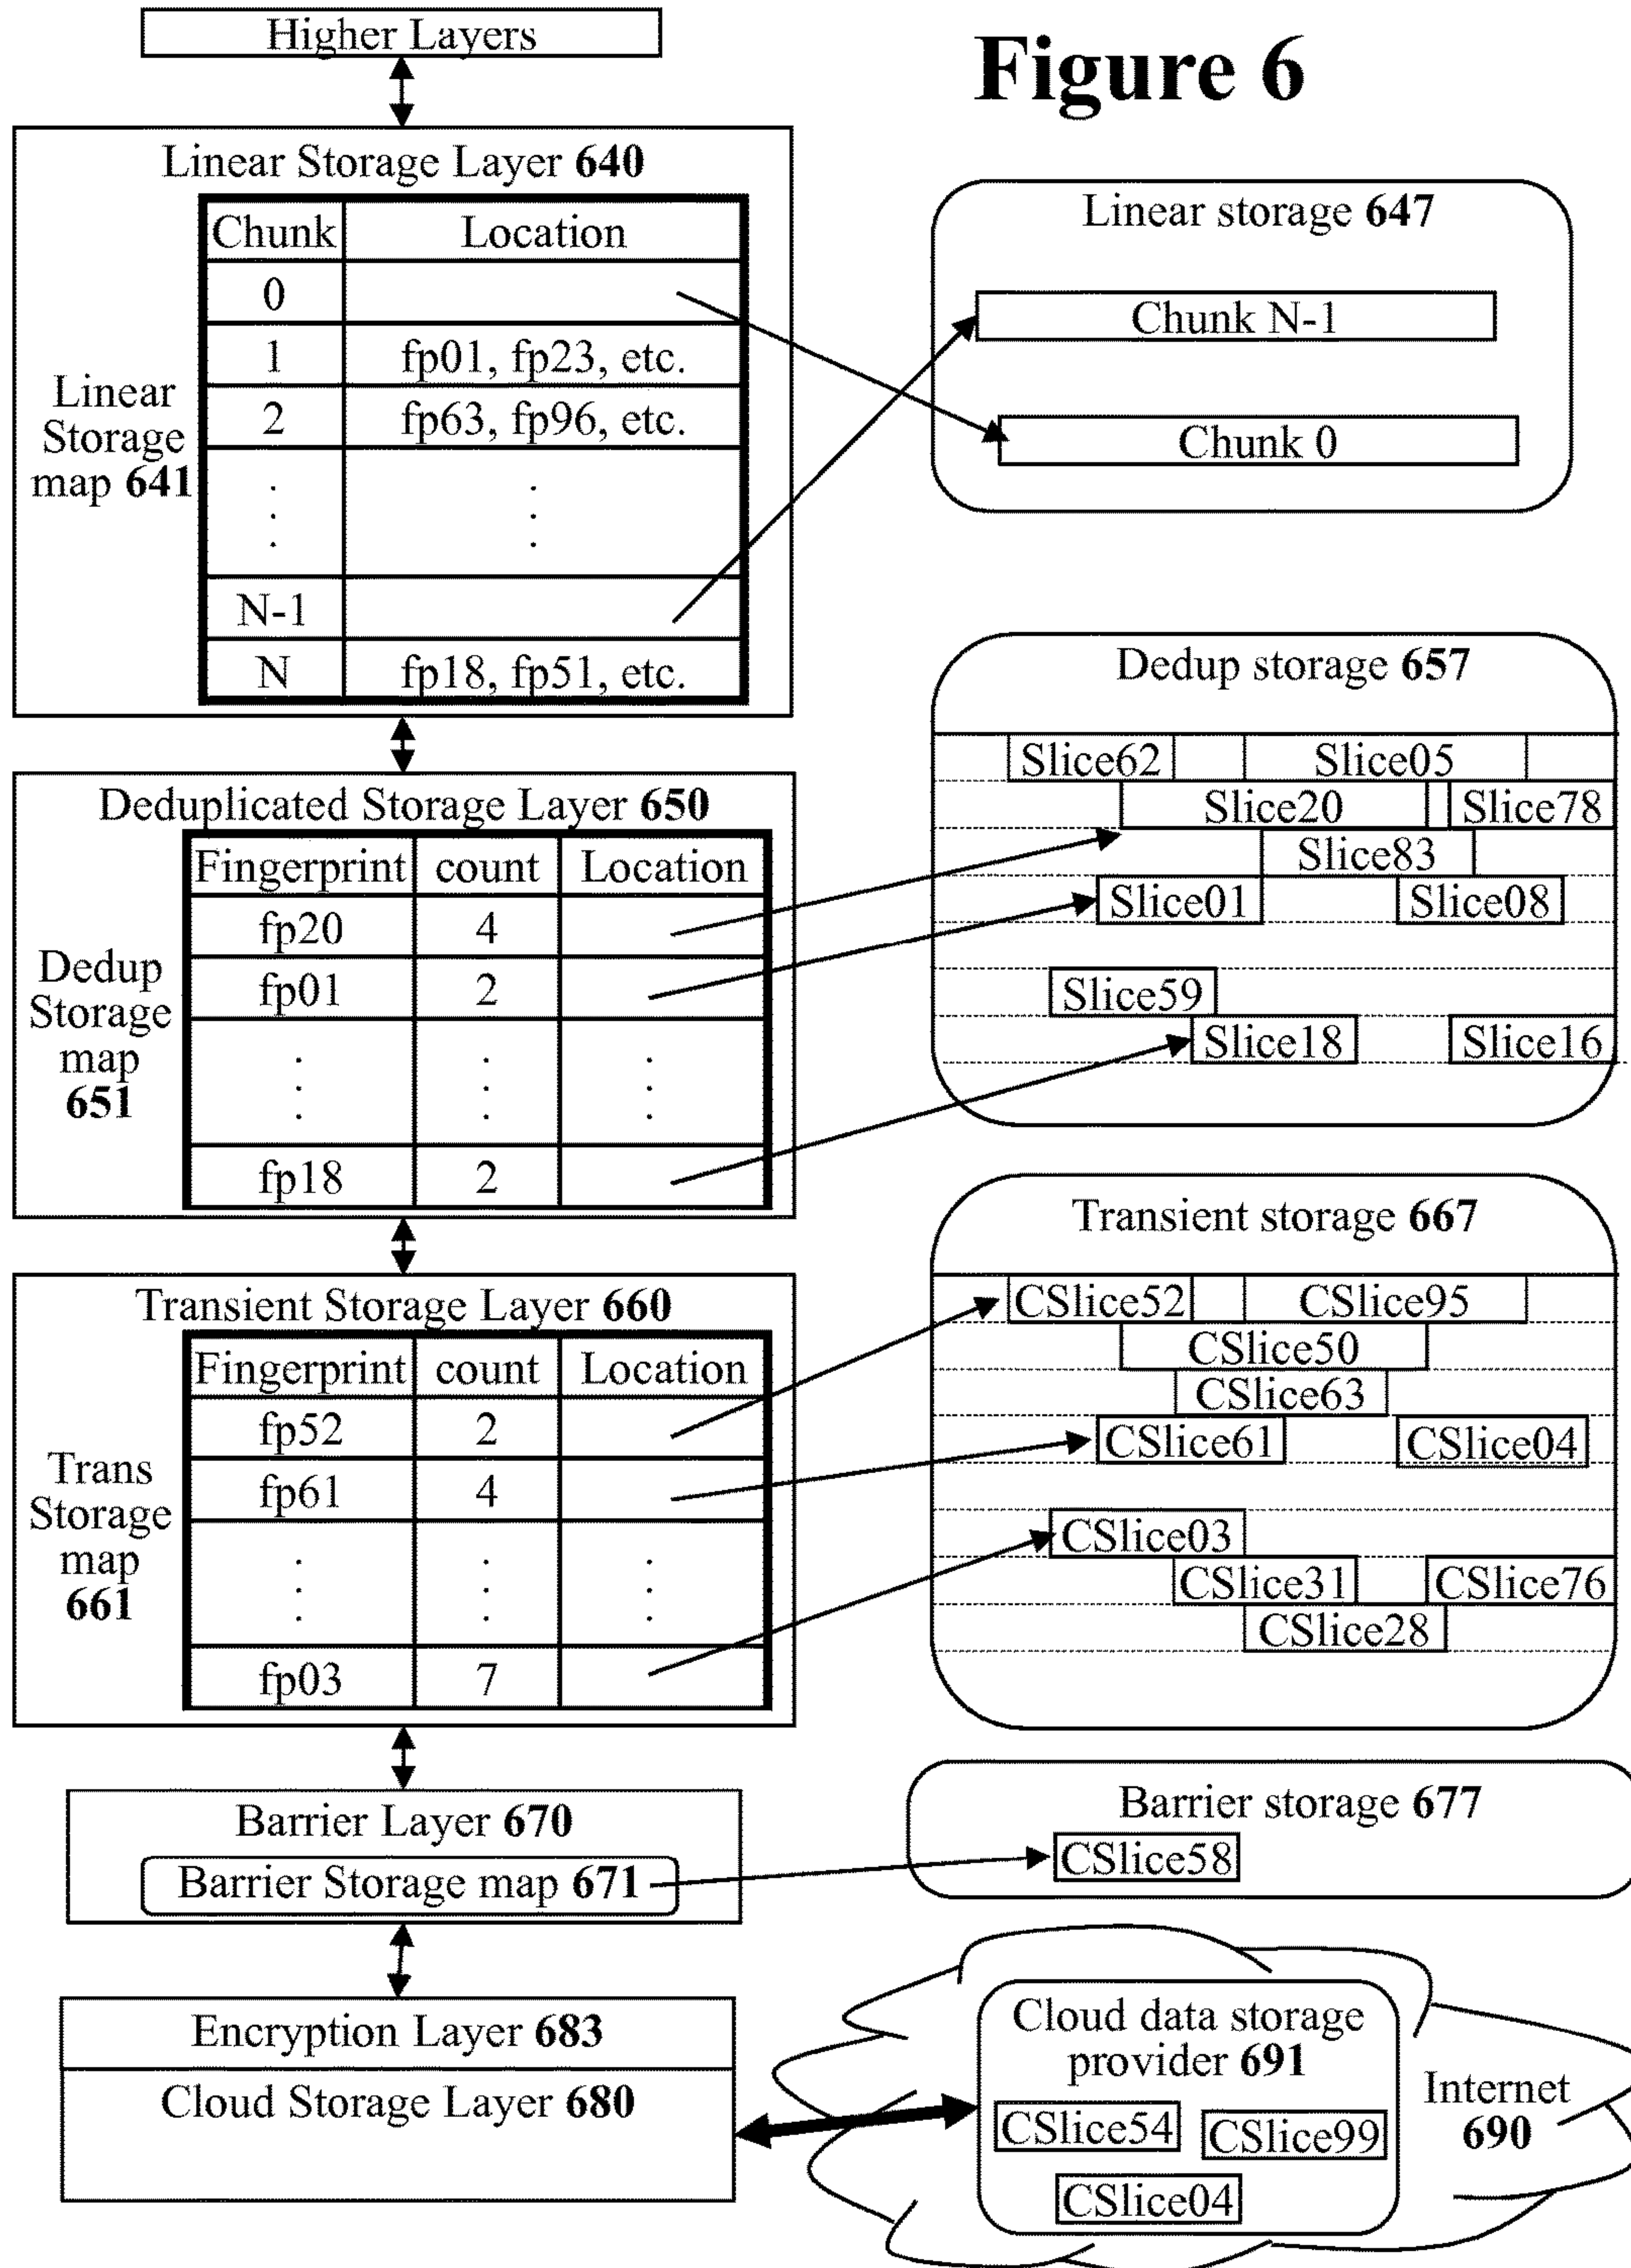 Higher Layers
Figure 6
Linear Storage Layer 640
Chunk Location
0
1 fp01, fp23, etc.
2 fp63, fp96, etc.
. .
. .
. .
N-1
N fp18, fp51, etc.
Linear
Storage
map 641
Linear storage 647
Chunk N-1
Chunk 0
Deduplicated Storage Layer 650
Fingerprint count Location
fp20 4
fp01 2
. . .
. . .
. . .
fp18 2
Dedup
Storage
map
651
Dedup storage 657
Slice62 Slice05
Slice20 Slice78
Slice83
Slice01 Slice08
Slice59
Slice18 Slice16
Transient Storage Layer 660
Fingerprint count Location
fp52 2
fp61 4
. . .
. . .
. . .
fp03 7
Trans
Storage
map
661
Transient storage 667
CSlice52 CSlice95
CSlice50
CSlice63
CSlice61 CSlice04
CSlice03
CSlice31 CSlice76
CSlice28
Barrier Layer 670
Barrier Storage map 671
Barrier storage 677
CSlice58
Encryption Layer 683
Cloud Storage Layer 680
Cloud data storage
provider 691
CSlice54 CSlice99
CSlice04
Internet
690